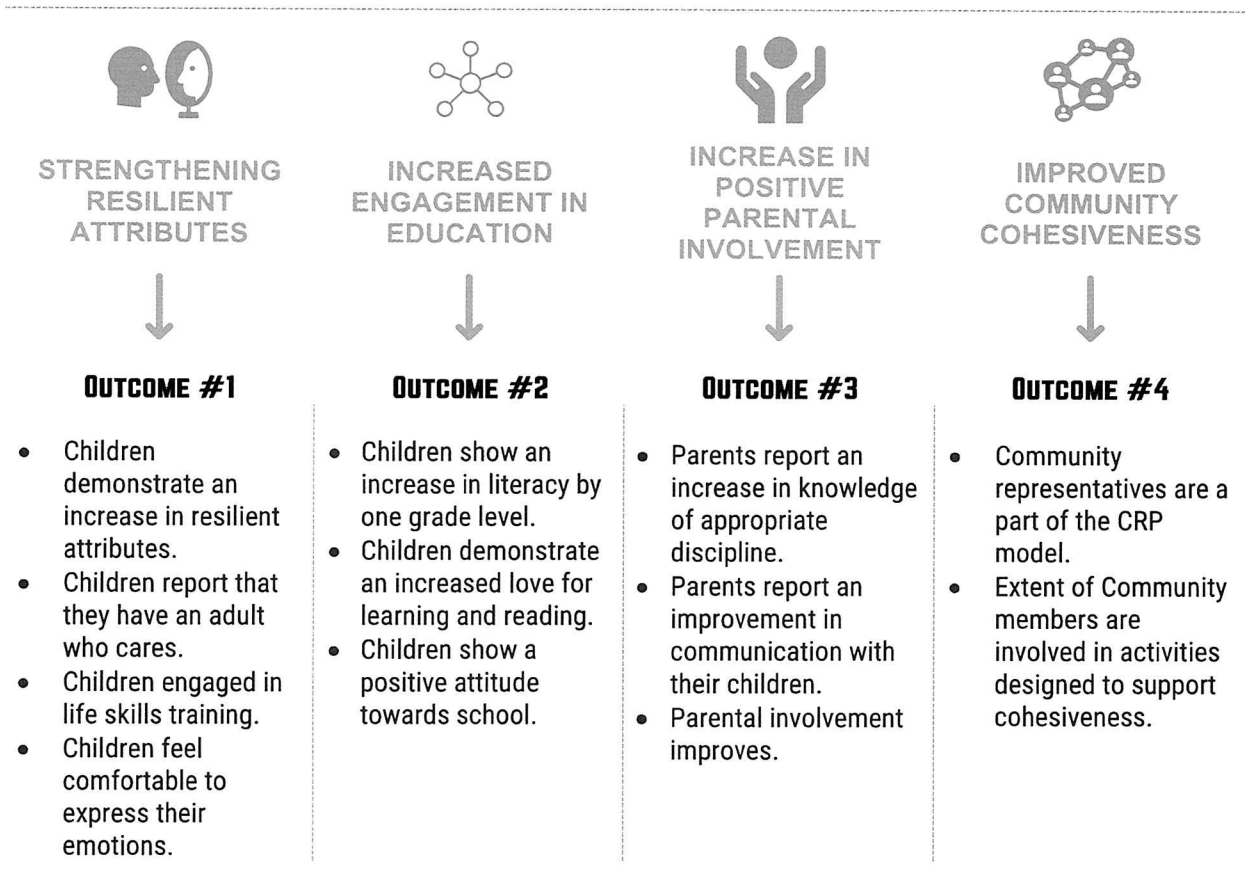 STRENGTHENING
RESILIENT
ATTRIBUTES
OUTCOME #1
• Children
demonstrate an
increase in resilient
attributes.
• Children report that
they have an adult
who cares.
• Children engaged in
life skills training.
• Children feel
comfortable to
express their
emotions.
INCREASED
ENGAGEMENT IN
EDUCATION
OUTCOME #2
• Children show an
increase in literacy by
one grade level.
• Children demonstrate
an increased love for
learning and reading.
• Children show a
positive attitude
towards school.
INCREASE IN
POSITIVE
PARENTAL
INVOLVEMENT
OUTCOME #3
• Parents report an
increase in knowledge
of appropriate
discipline.
• Parents report an
improvement in
communication with
their children.
• Parental involvement
improves.
IMPROVED
COMMUNITY
COHESIVENESS
OUTCOME #4
• Community
representatives are a
part of the CRP
model.
• Extent of Community
members are
involved in activities
designed to support
cohesiveness.